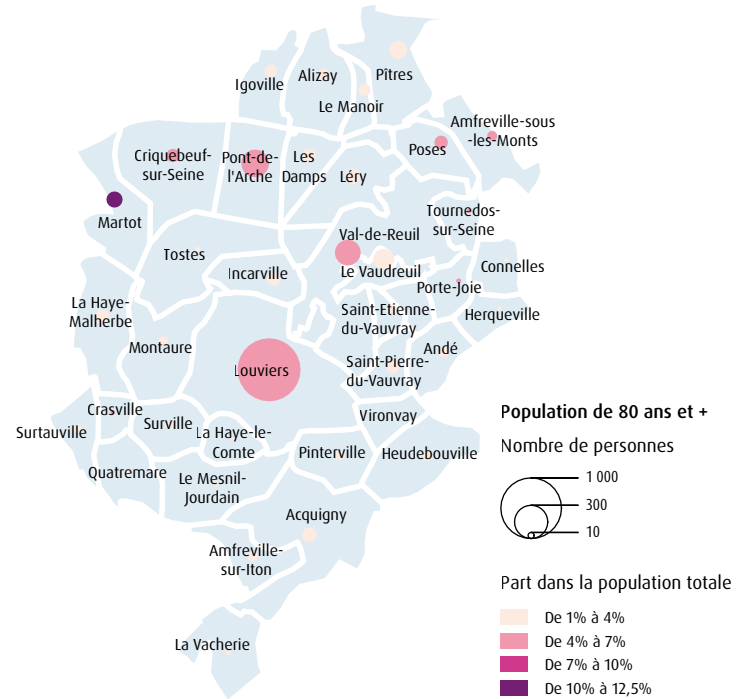 Igoville
Alizay
Pîtres
Le Manoir
Amfreville-sous
-les-Monts
Criquebeuf-
sur-Seine
Pont-de-
l'Arche
Les
Damps
Léry
Poses
Martot
Tournedos-
sur-Seine
Val-de-Reuil
Tostes
Incarville
Le Vaudreuil
Connelles
Porte-Joie
La Haye-
Malherbe
Saint-Etienne-
du-Vauvray
Herqueville
Montaure
Andé
Saint-Pierre-
du-Vauvray
Louviers
Crasville
Surtauville
Surville
La Haye-le-
Comte
Vironvay
Pinterville
Heudebouville
Quatremare
Le Mesnil-
Jourdain
Acquigny
Amfreville-
sur-Iton
La Vacherie
Population de 80 ans et +
Nombre de personnes
1 000
300
10
Part dans la population totale
De 1% à 4%
De 4% à 7%
De 7% à 10%
De 10% à 12,5%